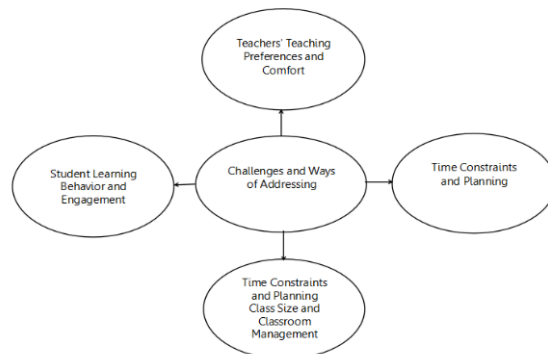 Teachers' Teaching
Preferences and
Comfort
Student Learning
Behavior and
Engagement
Challenges and Ways
of Addressing
Time Constraints
and Planning
Time Constraints
and Planning
Class Size and
Classroom
Management